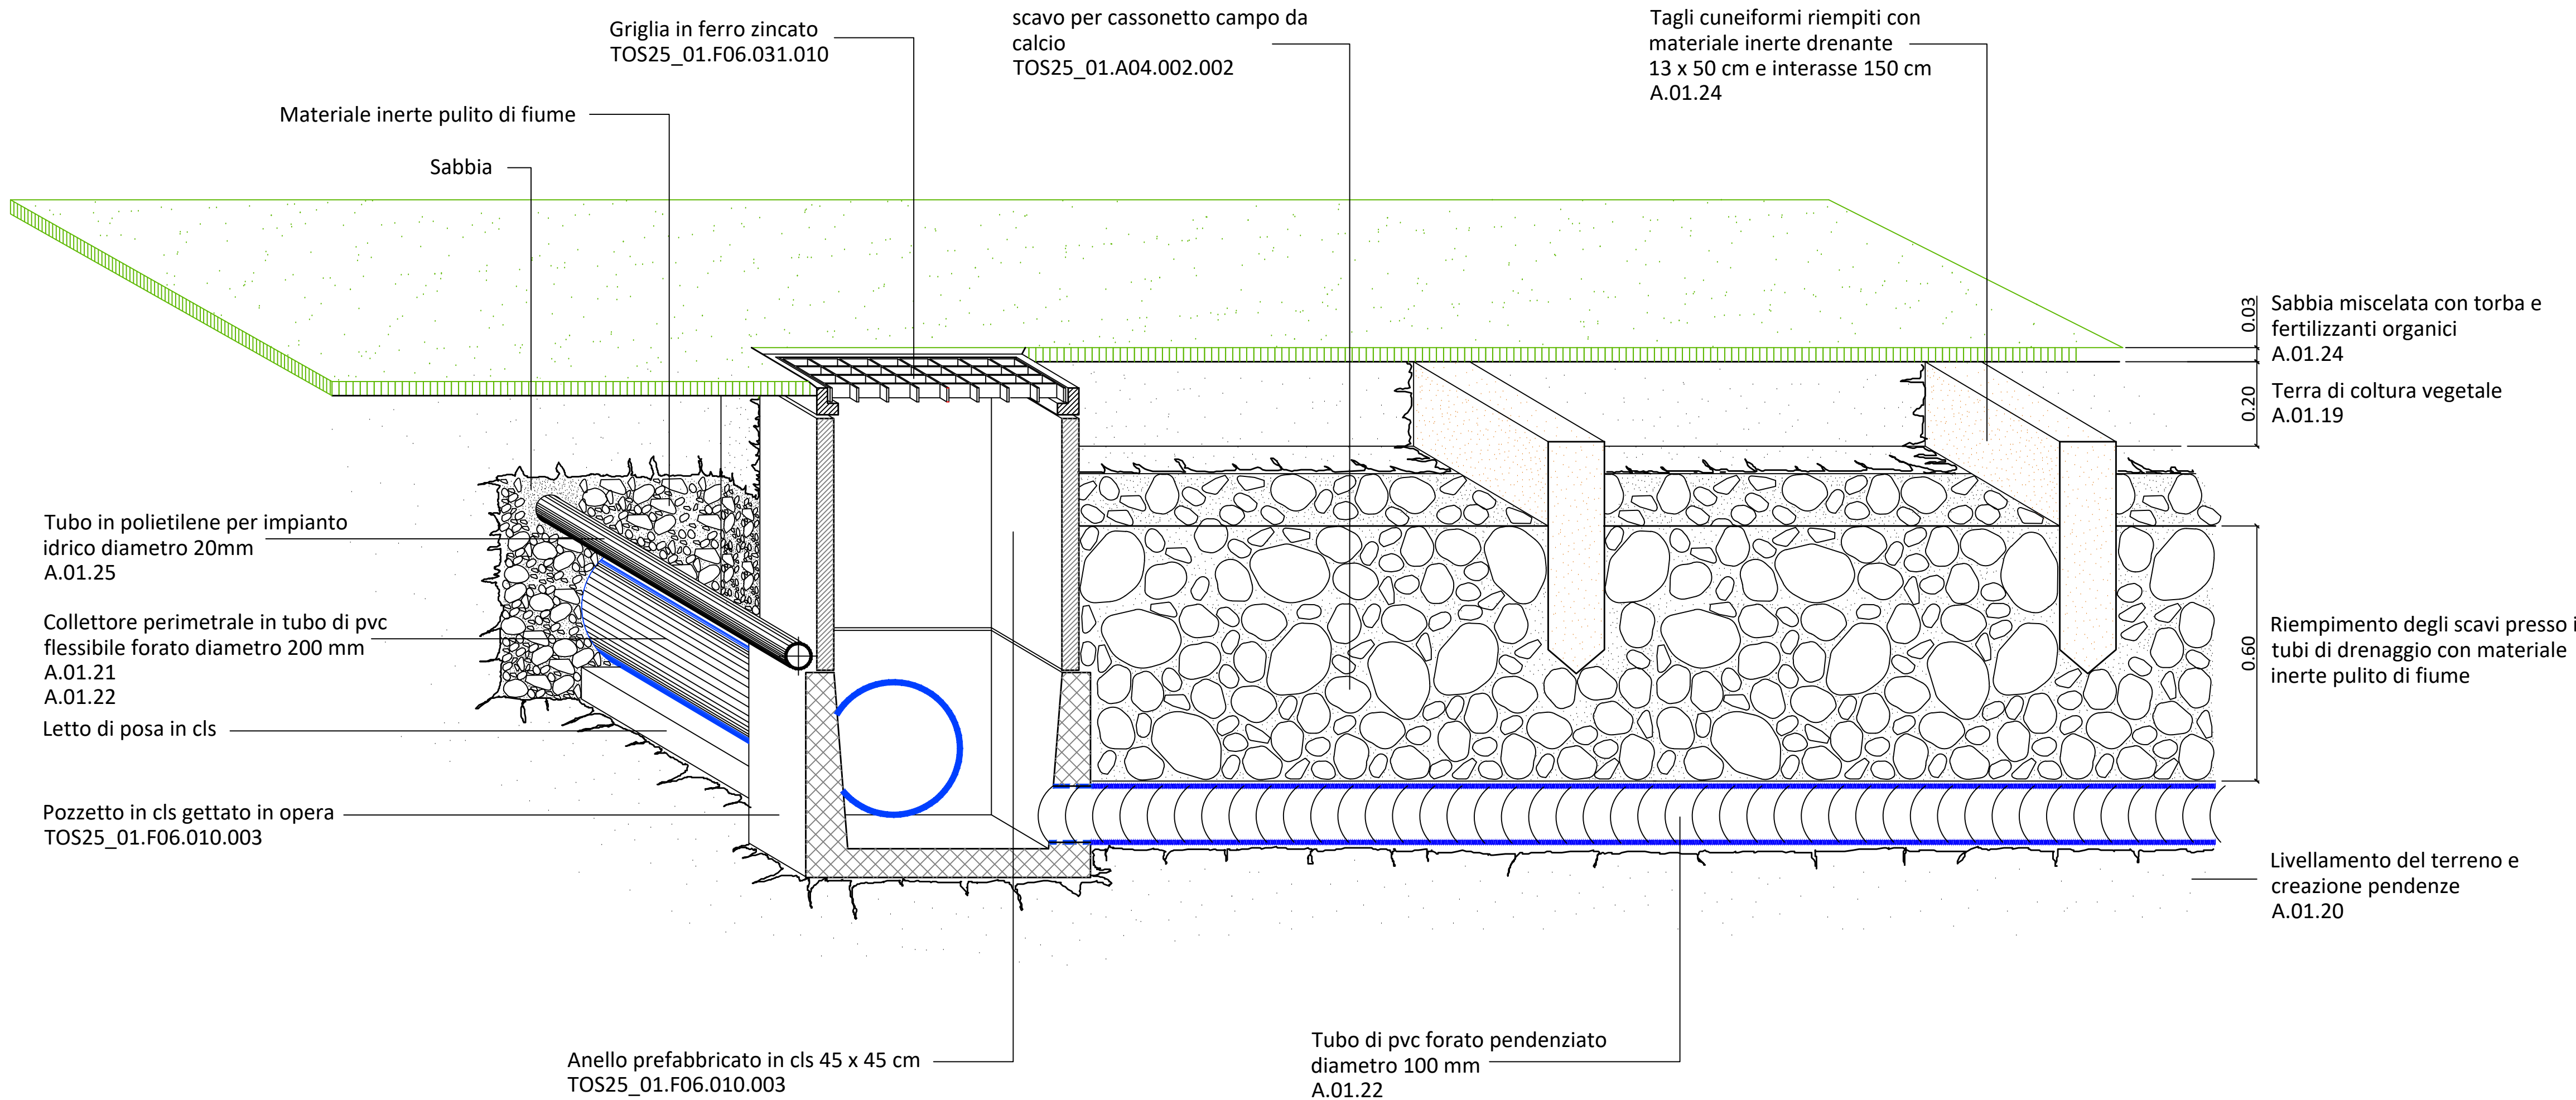 Griglia in ferro zincato
TOS25_01.F06.031.010
scavo per cassonetto campo da
calcio
TOS25_01.A04.002.002
Tagli cuneiformi riempiti con
materiale inerte drenante
13 x 50 cm e interasse 150 cm
A.01.24
Materiale inerte pulito di fiume
Sabbia
0.03
Sabbia miscelata con torba e
fertilizzanti organici
A.01.24
0.20
Terra di coltura vegetale
A.01.19
Tubo in polietilene per impianto
idrico diametro 20mm
A.01.25
Collettore perimetrale in tubo di pvc
flessibile forato diametro 200 mm
A.01.21
A.01.22
0.60
Riempimento degli scavi presso i
tubi di drenaggio con materiale
inerte pulito di fiume
Letto di posa in cls
Pozzetto in cls gettato in opera
TOS25_01.F06.010.003
Livellamento del terreno e
creazione pendenze
A.01.20
Anello prefabbricato in cls 45 x 45 cm
TOS25_01.F06.010.003
Tubo di pvc forato pendenziato
diametro 100 mm
A.01.22